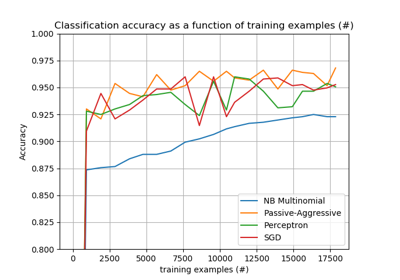 Classification accuracy as a function of training examples (#)
1.000
0.975
0.950
0.925
0.900
0.875
0.850
0.825
0.800
Accuracy
NB Multinomial
Passive-Aggressive
Perceptron
SGD
0 2500 5000 7500 10000 12500 15000 17500
training examples (#)